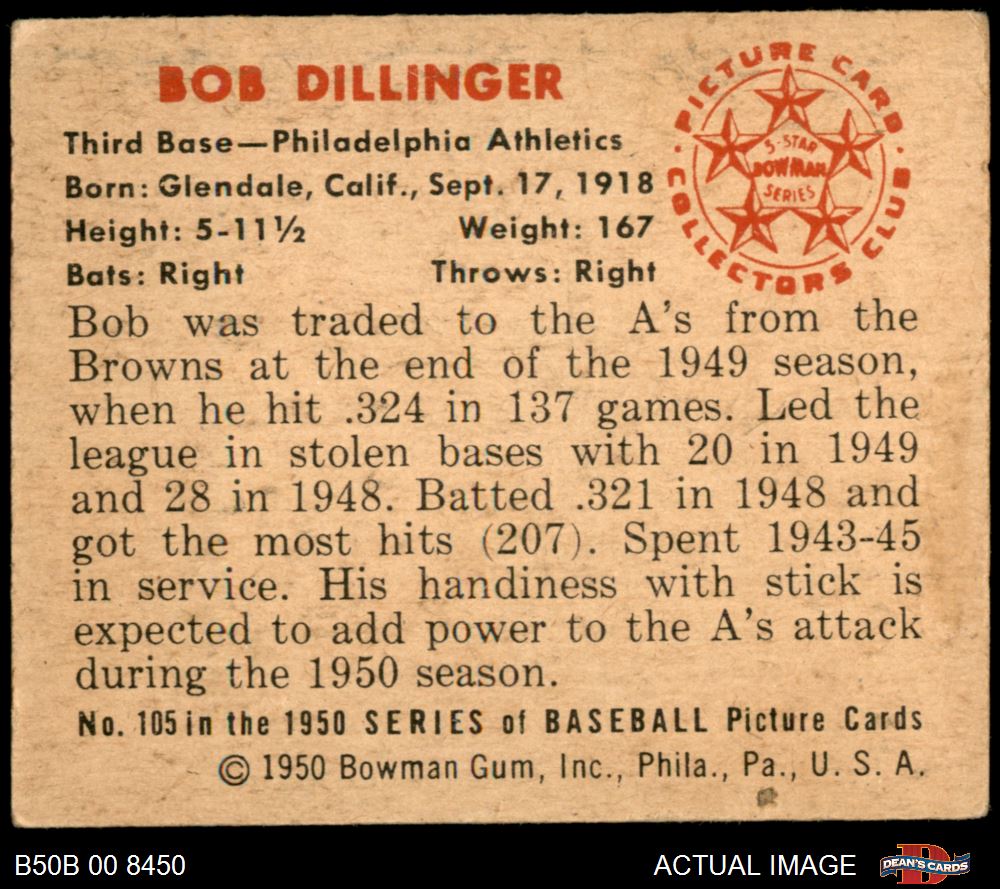 BOB DILLINGER
Third Base—Philadelphia Athletics
Born: Glendale, Calif., Sept. 17, 1918
Height: 5-11½ Weight: 167
Bats: Right Throws: Right
PICTURE CARD
COLLECTORS CLUB
5-STAR
BOWMAN
SERIES
Bob was traded to the A's from the
Browns at the end of the 1949 season,
when he hit .324 in 137 games. Led the
league in stolen bases with 20 in 1949
and 28 in 1948. Batted .321 in 1948 and
got the most hits (207). Spent 1943-45
in service. His handiness with stick is
expected to add power to the A's attack
during the 1950 season.
No. 105 in the 1950 SERIES of BASEBALL Picture Cards
© 1950 Bowman Gum, Inc., Phila., Pa., U. S. A.
B50B 00 8450
ACTUAL IMAGE
D
DEAN'S CARDS